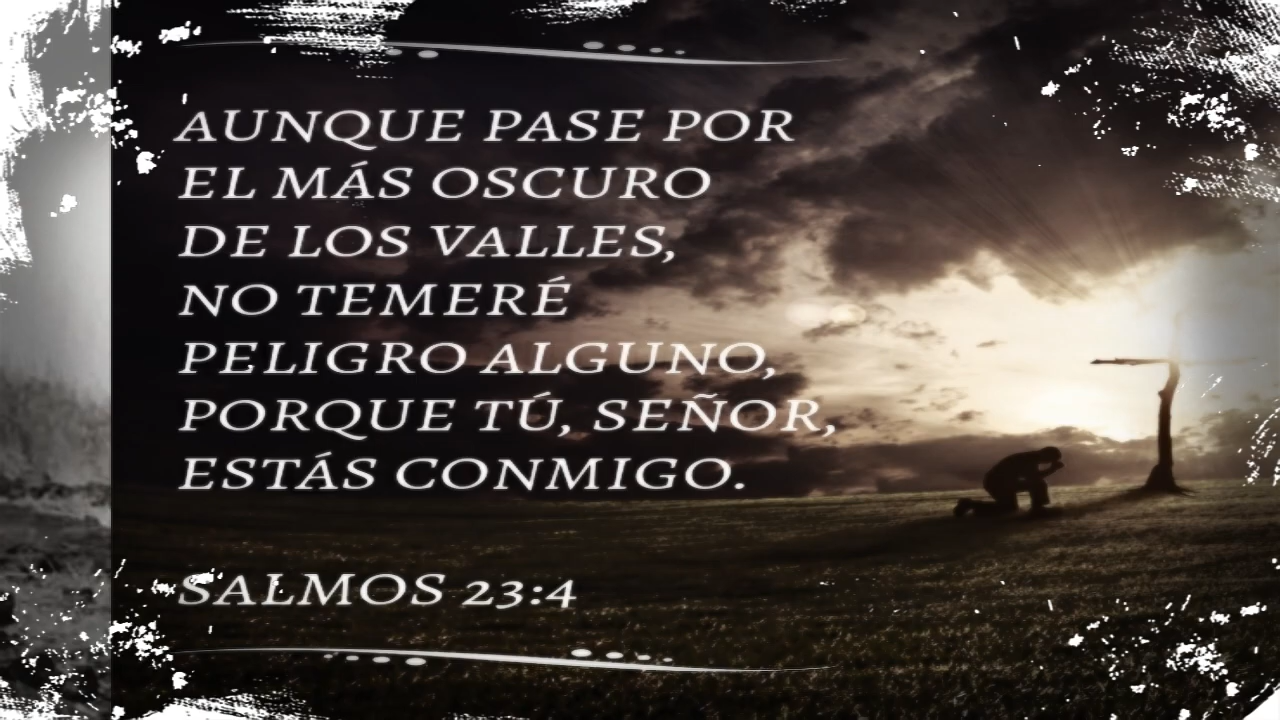 AUNQUE PASE POR
EL MÁS OSCURO
DE LOS VALLES,
NO TEMERÉ
PELIGRO ALGUNO,
PORQUE TÚ, SEÑOR,
ESTÁS CONMIGO.
SALMOS 23:4